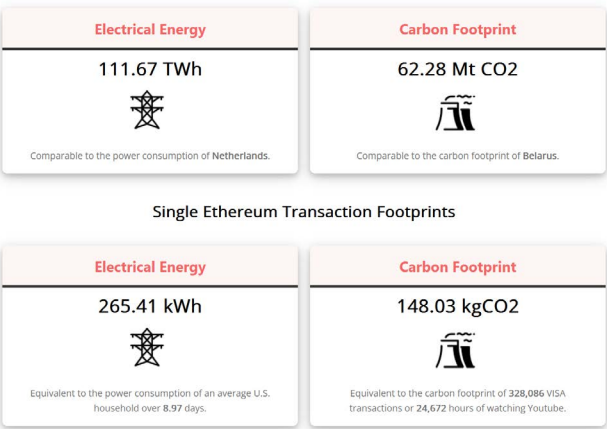 Electrical Energy
Carbon Footprint
111.67 TWh
62.28 Mt CO2
Comparable to the power consumption of Netherlands.
Comparable to the carbon footprint of Belarus.
Single Ethereum Transaction Footprints
Electrical Energy
Carbon Footprint
265.41 kWh
148.03 kgCO2
Equivalent to the power consumption of an average U.S.
household over 8.97 days.
Equivalent to the carbon footprint of 328,086 VISA
transactions or 24,672 hours of watching Youtube.